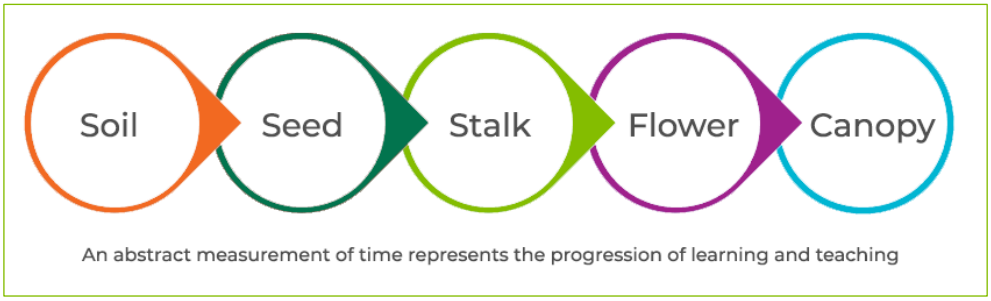 Soil Seed Stalk Flower Canopy
An abstract measurement of time represents the progression of learning and teaching